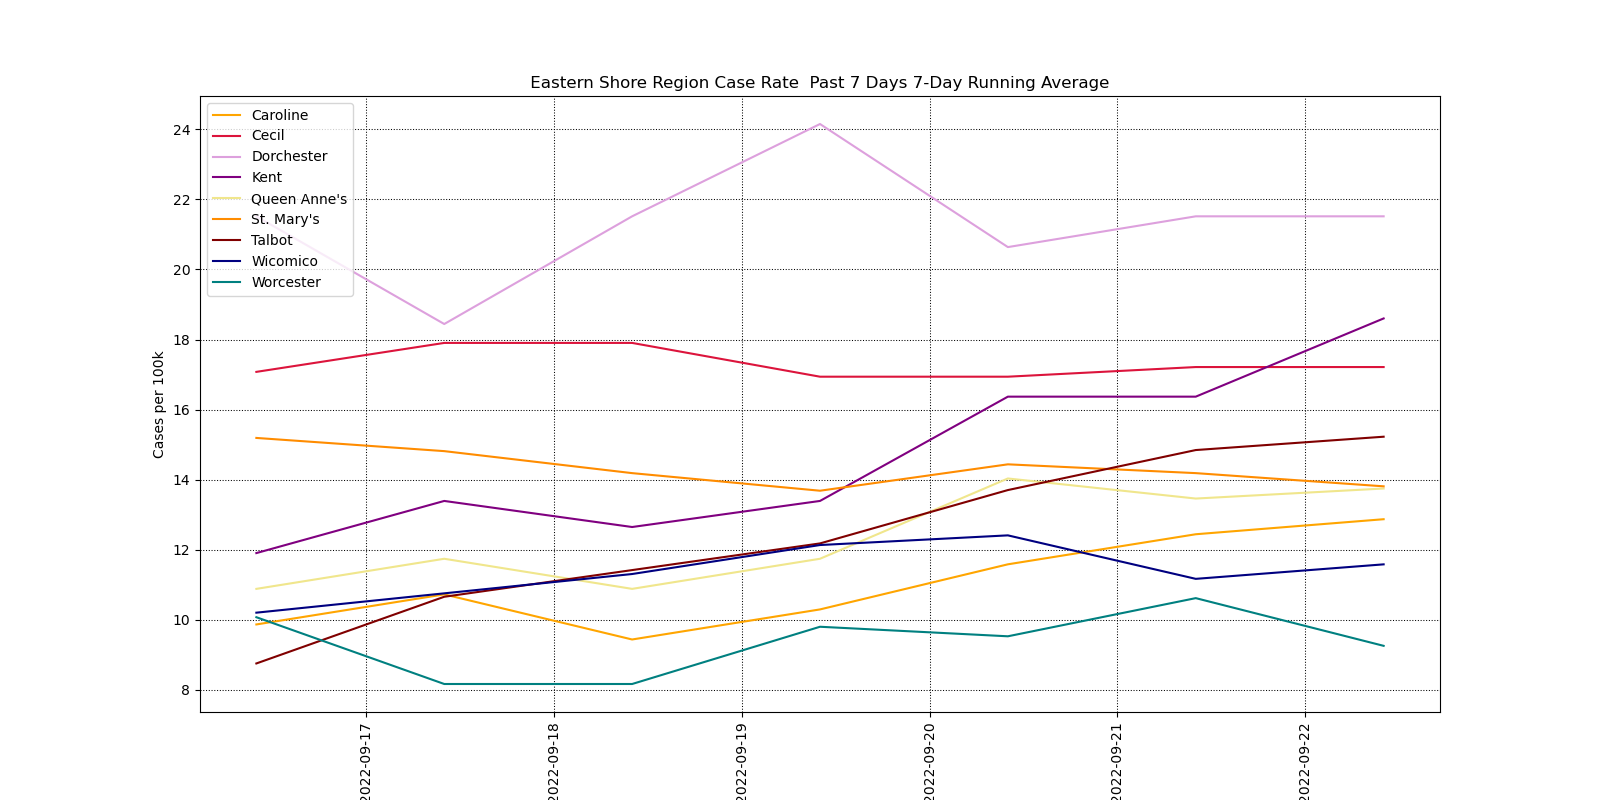 Eastern Shore Region Case Rate  Past 7 Days 7-Day Running Average
Caroline
Cecil
Dorchester
Kent
Queen Anne's
St. Mary's
Talbot
Wicomico
Worcester
Cases per 100k
24
22
20
18
16
14
12
10
8
2022-09-17
2022-09-18
2022-09-19
2022-09-20
2022-09-21
2022-09-22